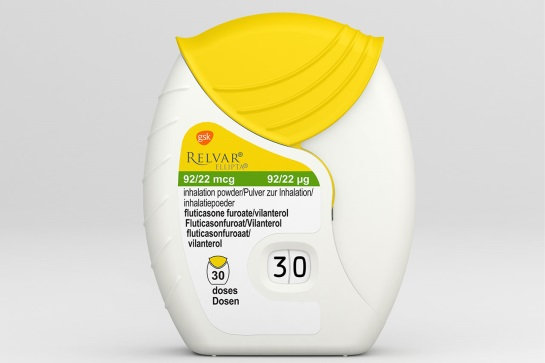 gsk
RELVAR®
ELLIPTA®
92/22 mcg 92/22 µg
inhalation powder/Pulver zur Inhalation/
inhalatiepoeder
fluticasone furoate/vilanterol
Fluticasonfuroat/Vilanterol
fluticasonfuroaat/
vilanterol
30
30
doses
Dosen